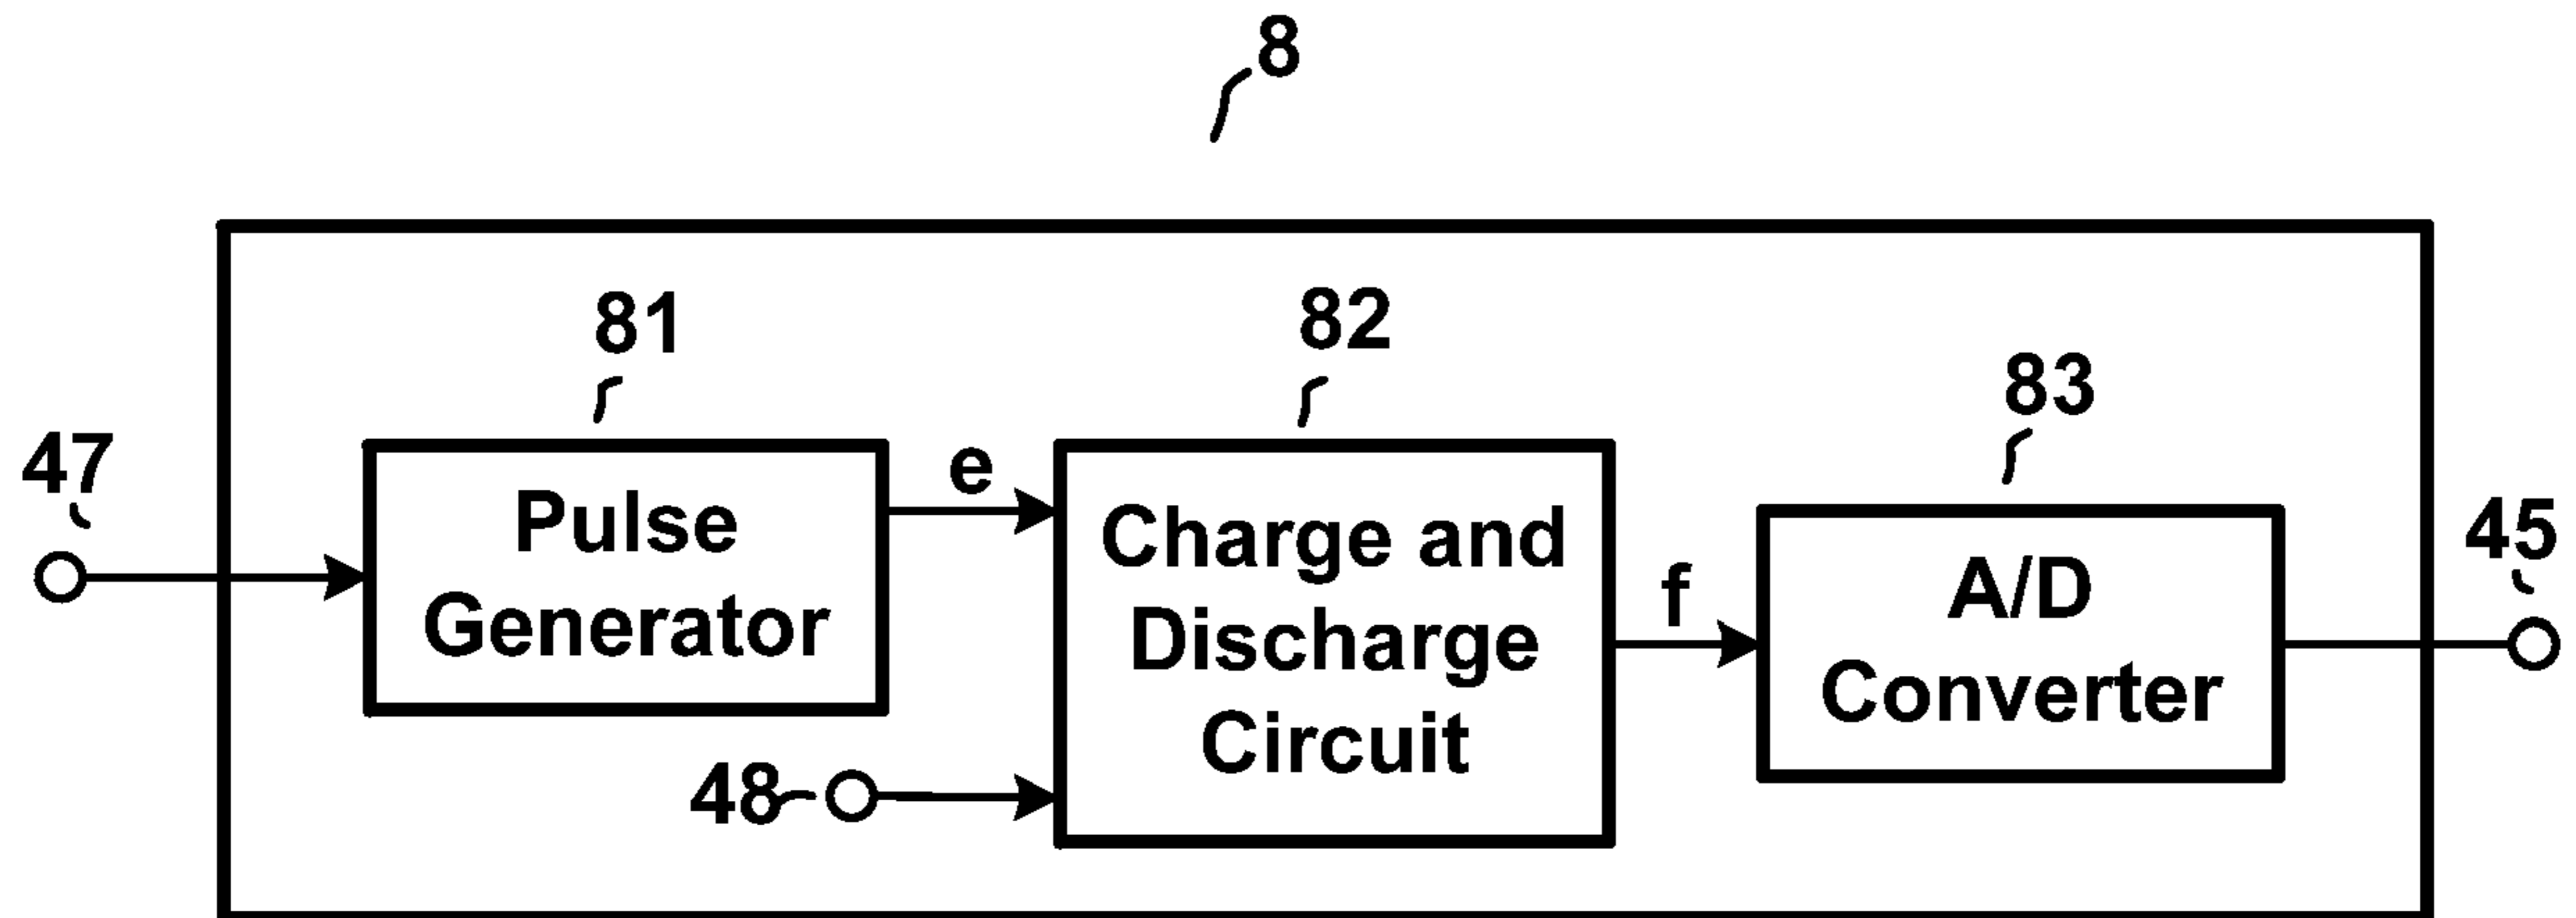 8
81
82
83
47
45
e
f
Pulse
Generator
Charge and
Discharge
Circuit
A/D
Converter
48